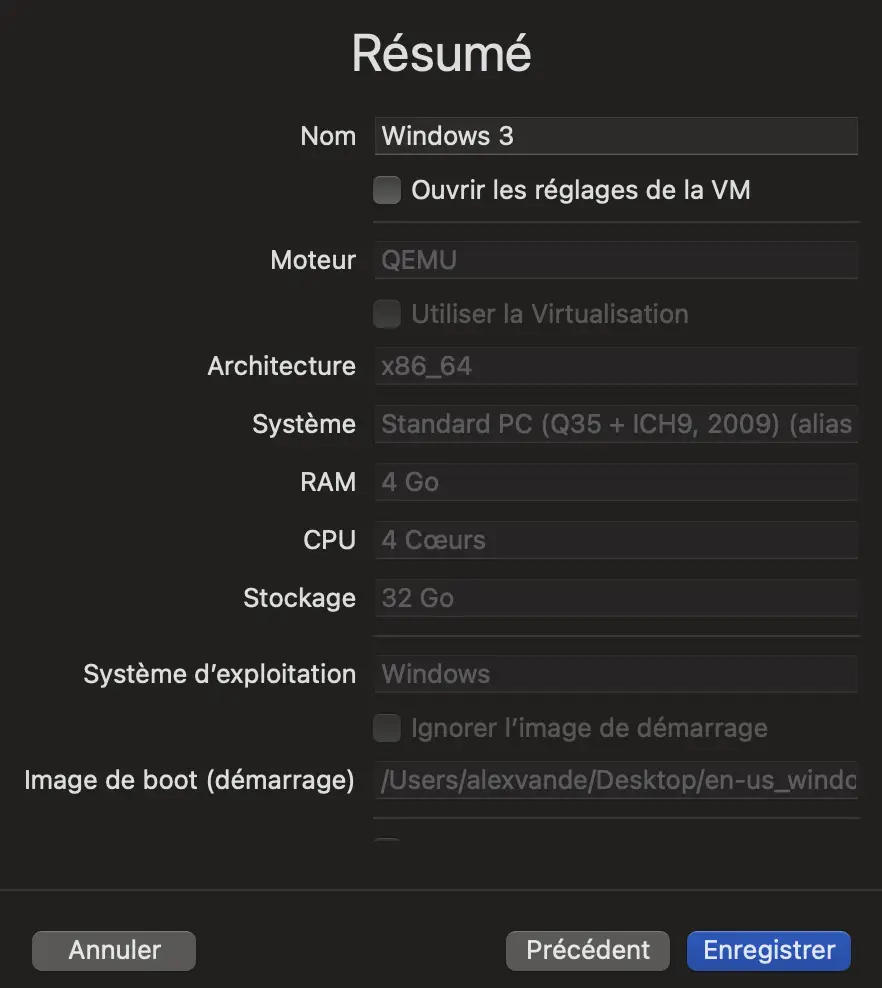 Résumé
Nom Windows 3
Ouvrir les réglages de la VM
Moteur QEMU
Utiliser la Virtualisation
Architecture x86_64
Système Standard PC (Q35 + ICH9, 2009) (alias
RAM 4 Go
CPU 4 Cœurs
Stockage 32 Go
Système d’exploitation Windows
Ignorer l’image de démarrage
Image de boot (démarrage) /Users/alexvande/Desktop/en-us_windo
Annuler Précédent Enregistrer